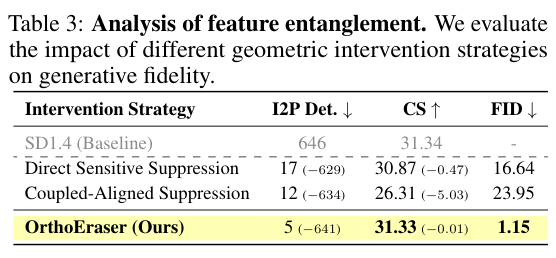 Table 3: Analysis of feature entanglement. We evaluate
the impact of different geometric intervention strategies
on generative fidelity.
Intervention Strategy I2P Det. ↓ CS ↑ FID ↓
SD1.4 (Baseline) 646 31.34 -
Direct Sensitive Suppression 17 (−629) 30.87 (−0.47) 16.64
Coupled-Aligned Suppression 12 (−634) 26.31 (−5.03) 23.95
OrthoEraser (Ours) 5 (−641) 31.33 (−0.01) 1.15